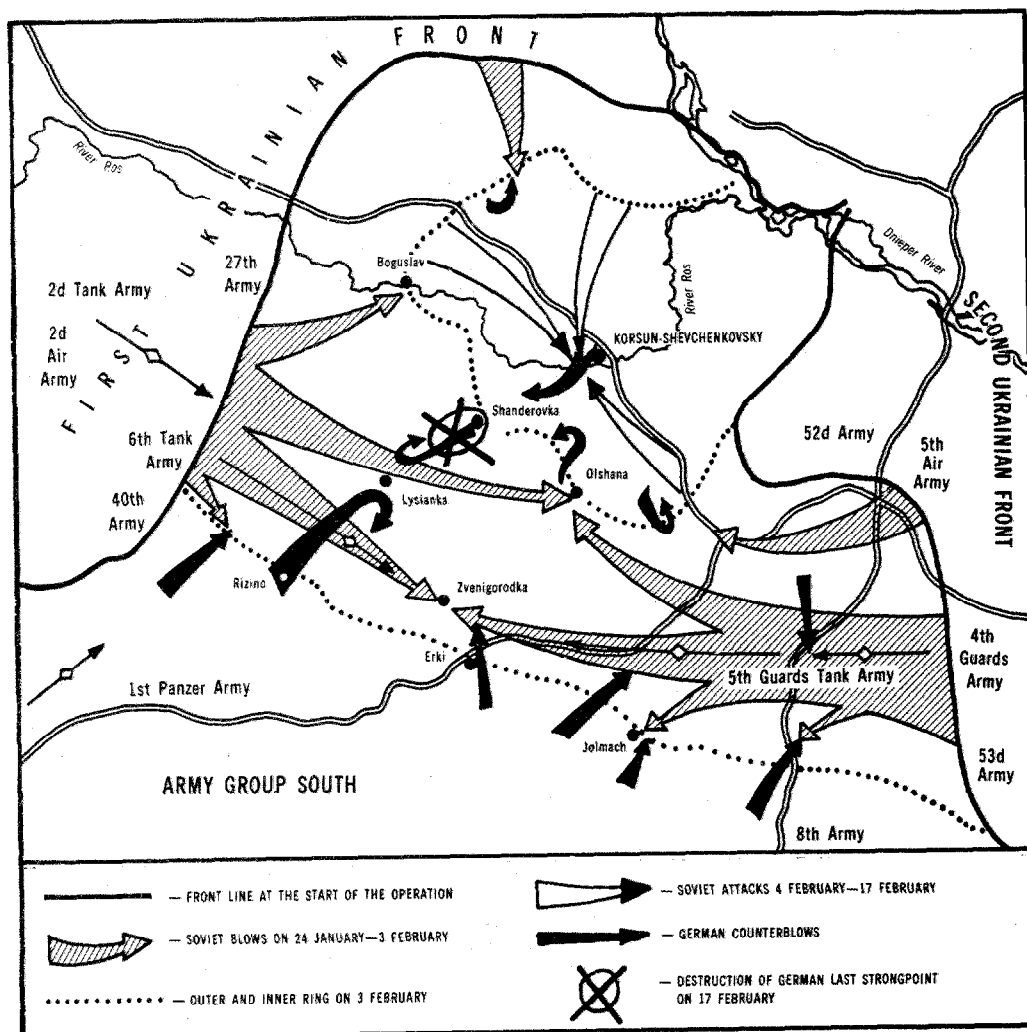 FIRST UKRAINIAN FRONT
River Ros
27th
Army
2d Tank Army
2d
Air
Army
Boguslav
River Ros
Dnieper River
SECOND UKRAINIAN FRONT
KORSUN-SHEVCHENKOVSKY
Shanderovka
6th Tank
Army
40th
Army
Lysianka
Olshana
52d Army
5th
Air
Army
Rizino
Zvenigorodka
Erki
4th
Guards
Army
5th Guards Tank Army
1st Panzer Army
Jolmach
53d
Army
ARMY GROUP SOUTH
8th Army
— FRONT LINE AT THE START OF THE OPERATION
— SOVIET BLOWS ON 24 JANUARY—3 FEBRUARY
— OUTER AND INNER RING ON 3 FEBRUARY
— SOVIET ATTACKS 4 FEBRUARY—17 FEBRUARY
— GERMAN COUNTERBLOWS
— DESTRUCTION OF GERMAN LAST STRONGPOINT
ON 17 FEBRUARY